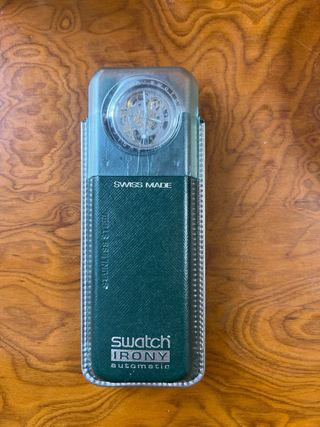 SWISS MADE
STAINLESS STEEL
swatch
IRONY
automatic